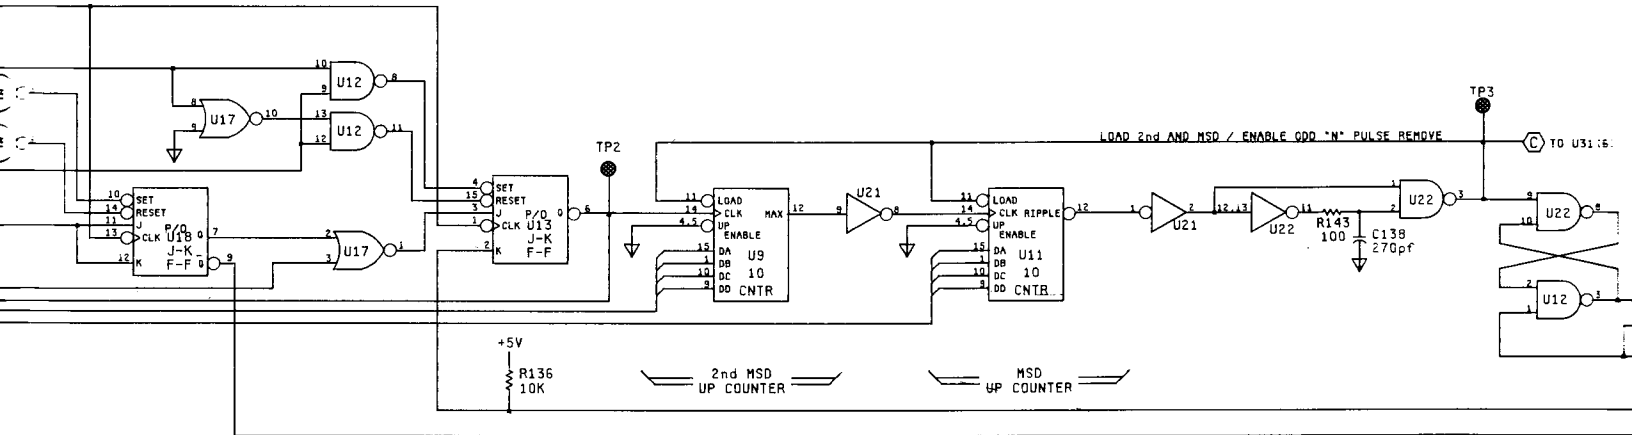 TP3
LOAD 2nd AND MSD / ENABLE ODD "N" PULSE REMOVE
C TO U31
10 U12 8
9
8 U17 10
9
13 U12 11
12
TP2
10 SET
14 RESET
11 J P/O Q 7
13 CLK U18
J-K
12 K F-F Q 9
2 U17 1
3
4 SET
15 RESET
3 J P/O Q 6
1 CLK U13
J-K
2 K F-F
11 LOAD
14 CLK MAX 12
4,5 UP
ENABLE
15 DA U9
1 DB
10 DC 10
9 DD CNTR
U21
9 8
11 LOAD
14 CLK RIPPLE 12
4,5 UP
ENABLE
15 DA U11
1 DB
10 DC 10
9 DD CNTR
1 2
U21
12,13 11
U22
R143
100
C138
270pf
1 U22 3
2
9 U22 8
10
2 U12 3
1
+5V
R136
10K
2nd MSD
UP COUNTER
MSD
UP COUNTER